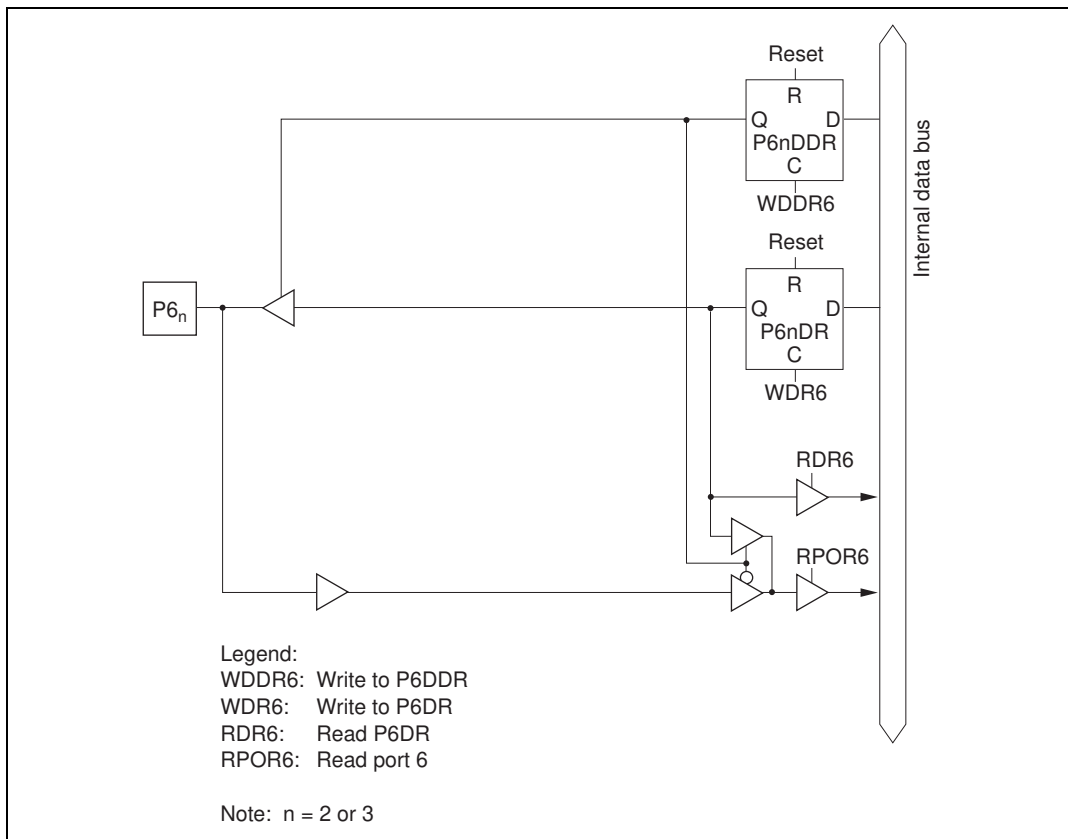 Reset
R
Q D
P6nDDR
C
WDDR6
Reset
R
Q D
P6nDR
C
WDR6
P6n
Internal data bus
RDR6
RPOR6
Legend:
WDDR6: Write to P6DDR
WDR6: Write to P6DR
RDR6: Read P6DR
RPOR6: Read port 6
Note: n = 2 or 3